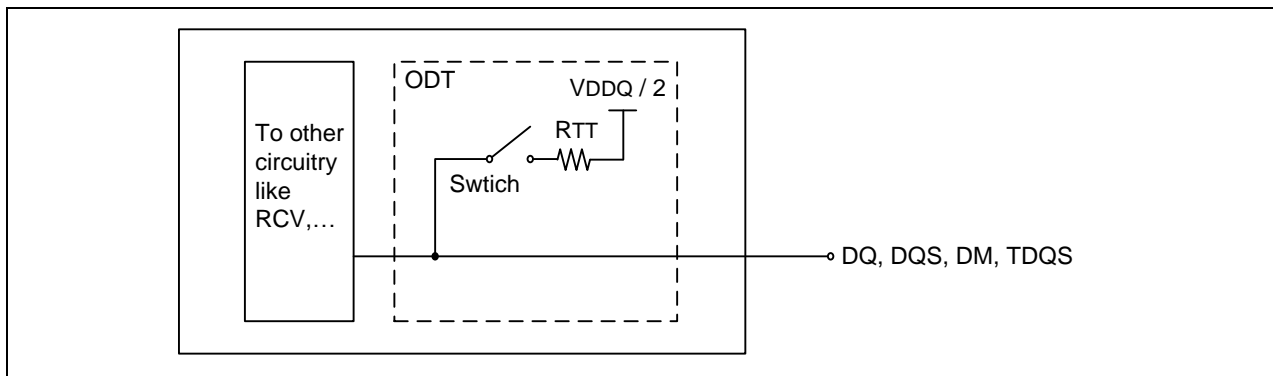 ODT
VDDQ / 2
RTT
Swtich
To other
circuitry
like
RCV,…
DQ, DQS, DM, TDQS